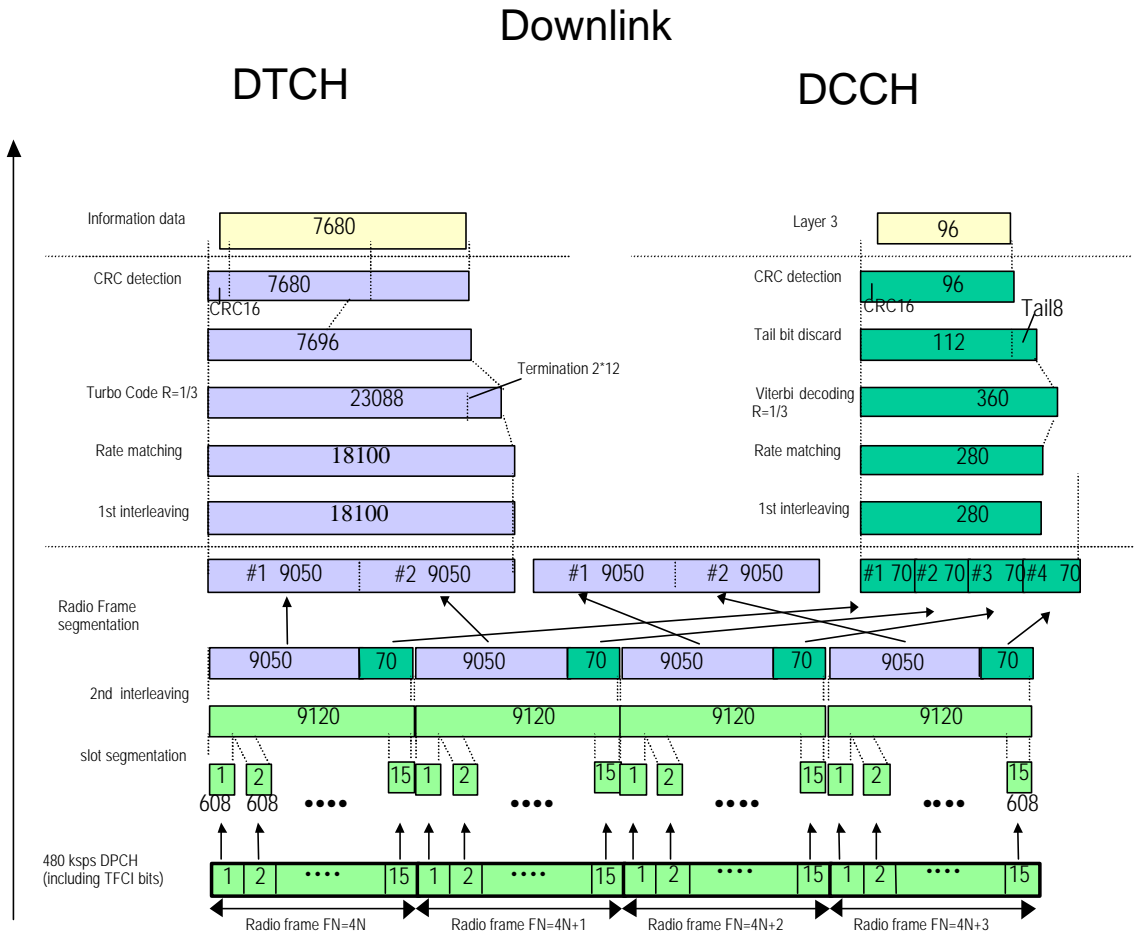 Downlink
DTCH
DCCH
Information data
7680
Layer 3
96
CRC detection
7680
CRC16
CRC detection
96
CRC16
7696
Tail bit discard
112
Tail8
Turbo Code R=1/3
23088
Termination 2*12
Viterbi decoding
R=1/3
360
Rate matching
18100
Rate matching
280
1st interleaving
18100
1st interleaving
280
#1 9050 #2 9050 #1 9050 #2 9050 #1 70 #2 70 #3 70 #4 70
Radio Frame
segmentation
9050 70 9050 70 9050 70 9050 70
2nd interleaving
9120 9120 9120 9120
slot segmentation
1 2 15 1 2 15 1 2 15 1 2 15
608 608 •••• •••• •••• •••• 608
480 ksps DPCH
(including TFCI bits)
1 2 •••• 15 1 2 •••• 15 1 2 •••• 15 1 2 •••• 15
Radio frame FN=4N Radio frame FN=4N+1 Radio frame FN=4N+2 Radio frame FN=4N+3